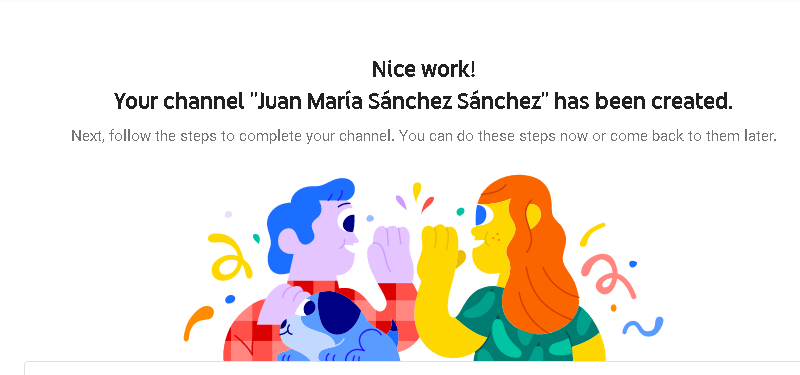 Nice work!
Your channel "Juan María Sánchez Sánchez" has been created.
Next, follow the steps to complete your channel. You can do these steps now or come back to them later.